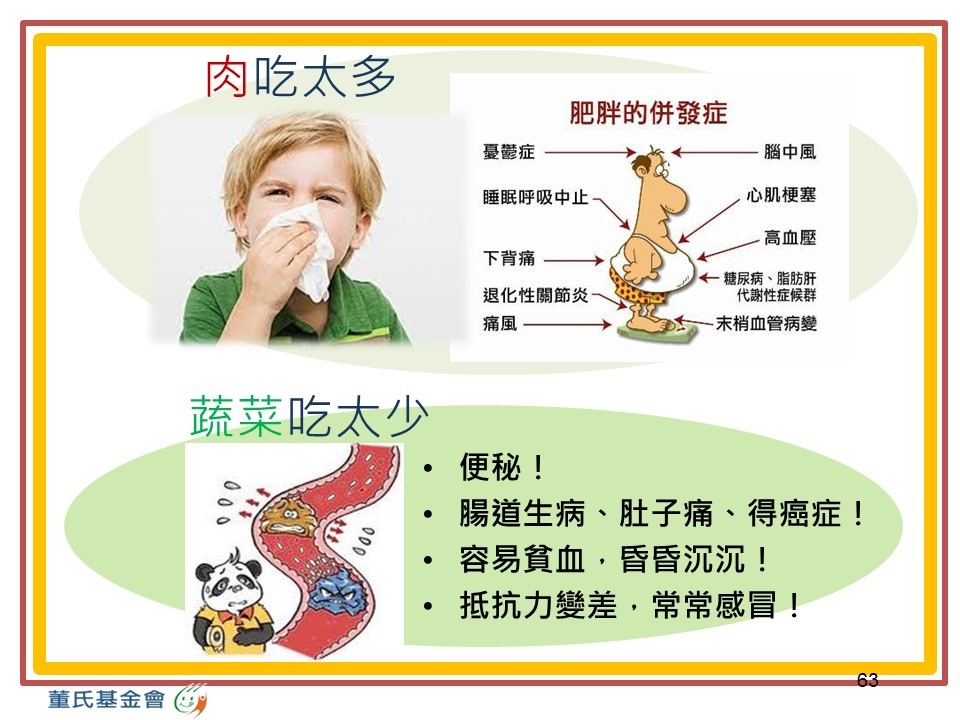 肉吃太多
肥胖的併發症
憂鬱症
腦中風
睡眠呼吸中止
心肌梗塞
高血壓
下背痛
糖尿病、脂肪肝
代謝性症候群
退化性關節炎
痛風
末梢血管病變
蔬菜吃太少
• 便秘！
• 腸道生病、肚子痛、得癌症！
• 容易貧血，昏昏沉沉！
• 抵抗力變差，常常感冒！
63
董氏基金會